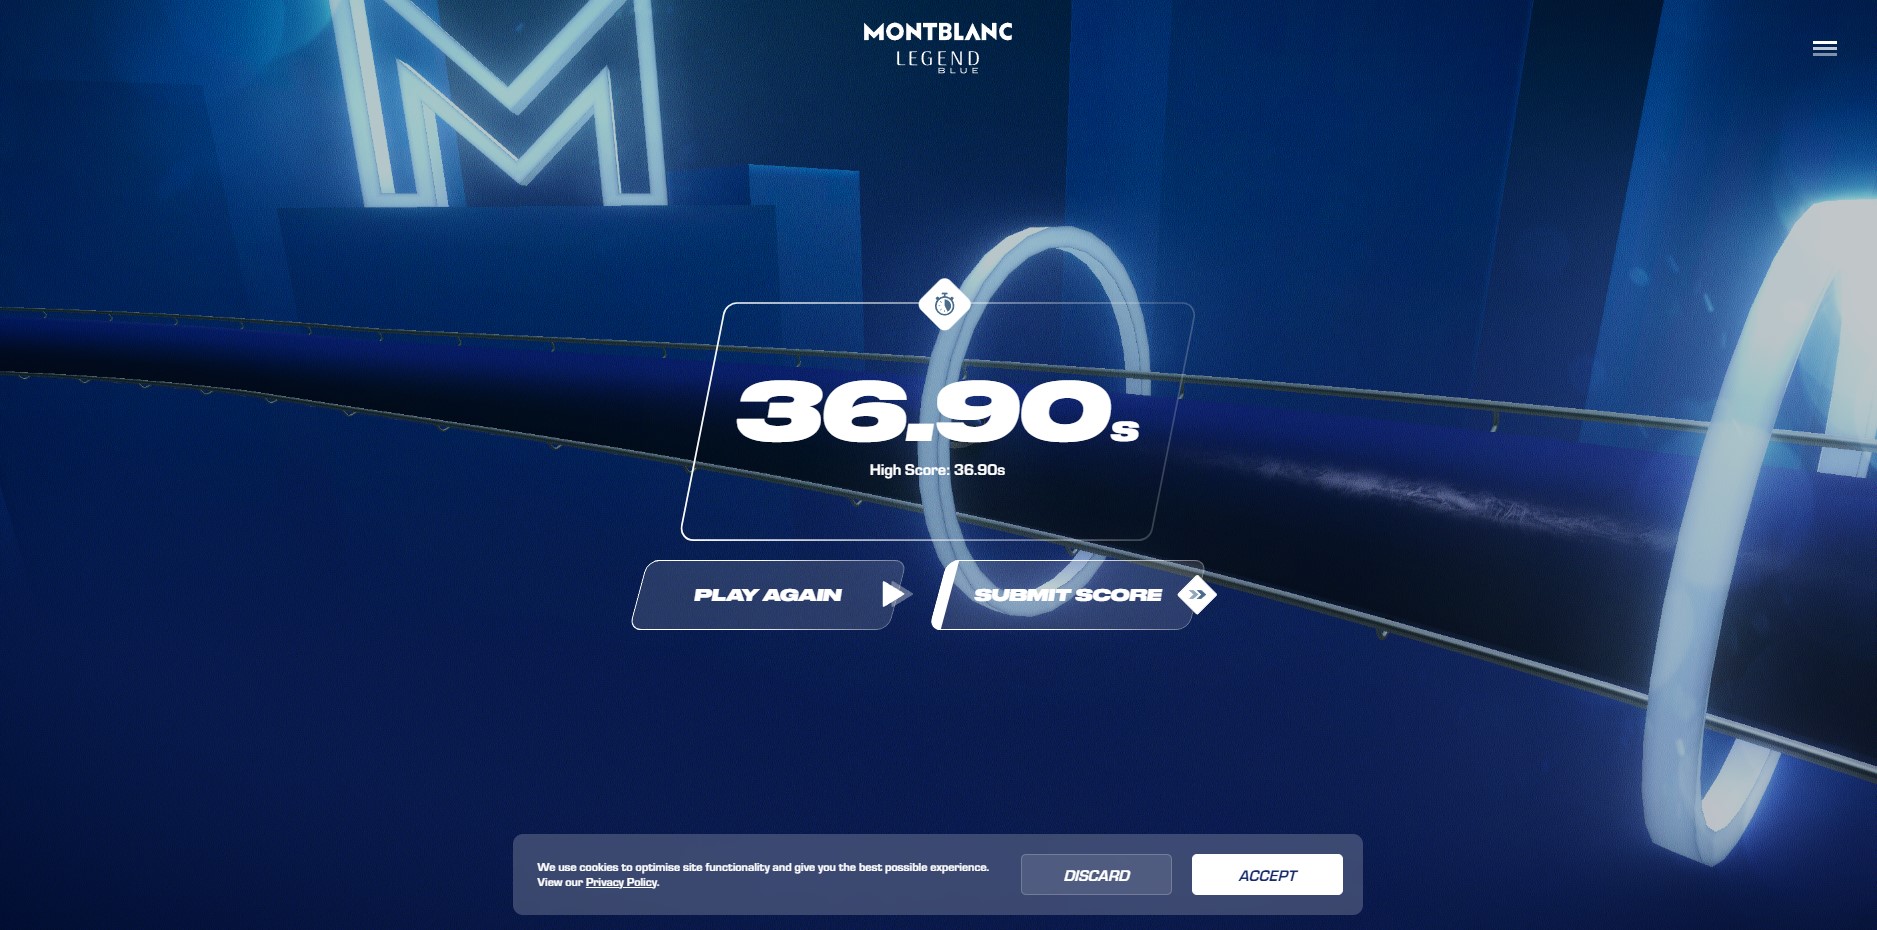 MONTBLANC
LEGEND
BLUE
36.90s
High Score: 36.90s
PLAY AGAIN
SUBMIT SCORE
We use cookies to optimise site functionality and give you the best possible experience.
View our Privacy Policy.
DISCARD
ACCEPT